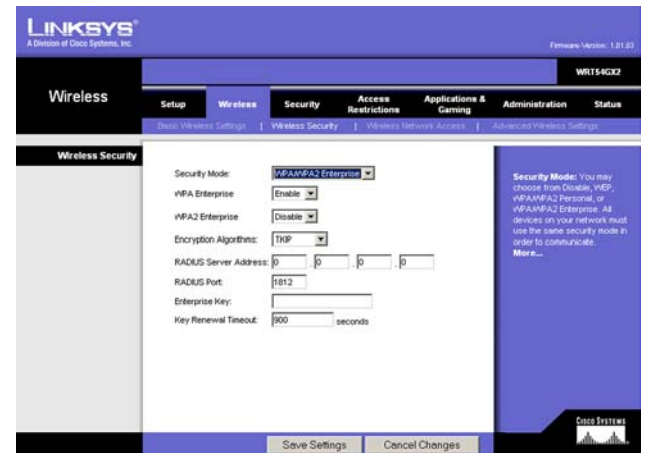 LINKSYS®
A Division of Cisco Systems, Inc.
Firmware Version: 1.01.03
WRT54GX2
Wireless
Setup Wireless Security Access Restrictions Applications & Gaming Administration Status
Basic Wireless Settings | Wireless Security | Wireless Network Access | Advanced Wireless Settings
Wireless Security
Security Mode: WPA/WPA2 Enterprise
WPA Enterprise Enable
WPA2 Enterprise Disable
Encryption Algorithms: TKIP
RADIUS Server Address: 0 . 0 . 0 . 0
RADIUS Port: 1812
Enterprise Key:
Key Renewal Timeout: 900 seconds
Security Mode: You may
choose from Disable, WEP,
WPA/WPA2 Personal, or
WPA/WPA2 Enterprise. All
devices on your network must
use the same security mode in
order to communicate.
More...
CISCO SYSTEMS
Save Settings Cancel Changes